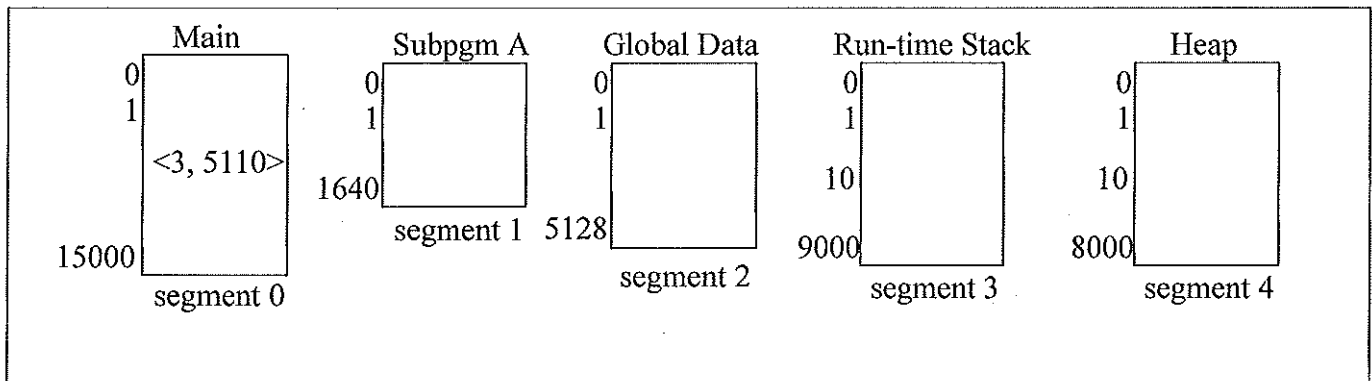 Main
0
1
<3, 5110>
15000
segment 0
Subpgm A
0
1
1640
segment 1
Global Data
0
1
5128
segment 2
Run-time Stack
0
1
10
9000
segment 3
Heap
0
1
10
8000
segment 4